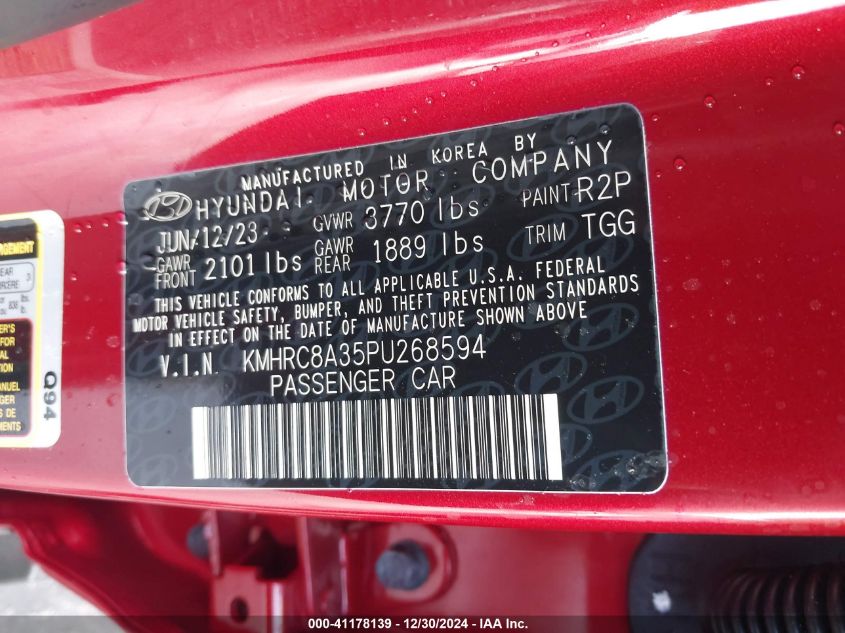 MANUFACTURED IN KOREA BY
HYUNDAI MOTOR COMPANY
JUN/12/23 GVWR 3770 lbs PAINT R2P
GAWR FRONT 2101 lbs GAWR REAR 1889 lbs TRIM TGG
THIS VEHICLE CONFORMS TO ALL APPLICABLE U.S.A. FEDERAL
MOTOR VEHICLE SAFETY, BUMPER, AND THEFT PREVENTION STANDARDS
IN EFFECT ON THE DATE OF MANUFACTURE SHOWN ABOVE
V.I.N. KMHRC8A35PU268594
PASSENGER CAR
Q94
000-41178139 - 12/30/2024 - IAA Inc.